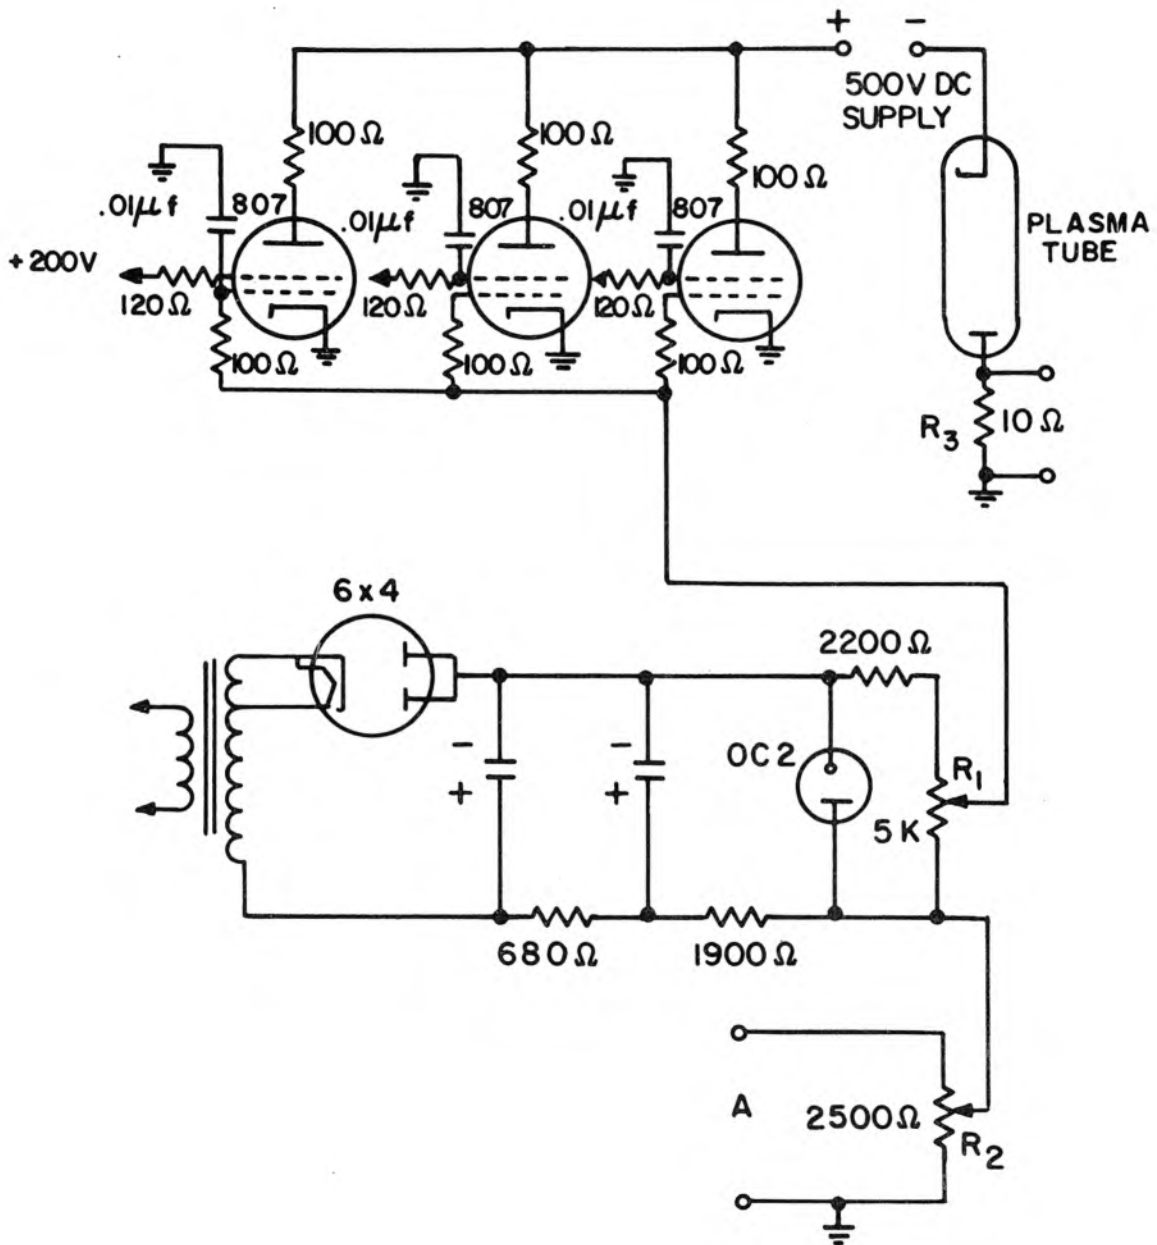 + -
500V DC
SUPPLY
100Ω
100Ω
100Ω
.01μf
807
.01μf
807
.01μf
807
PLASMA
TUBE
+200V
120Ω
120Ω
120Ω
100Ω
100Ω
100Ω
R3
10Ω
6x4
2200Ω
-
+
-
+
OC2
R1
5K
680Ω
1900Ω
A
2500Ω
R2